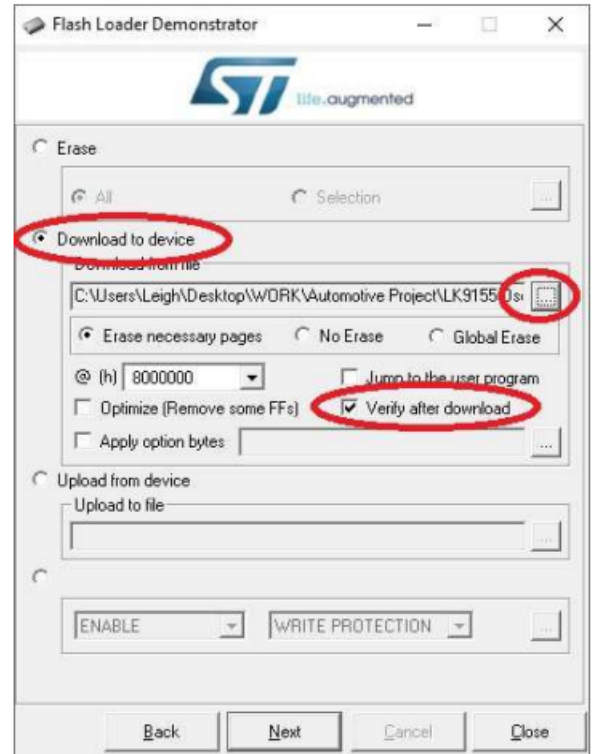 Flash Loader Demonstrator
ST life.augmented
Erase
All Selection ...
Download to device
Download from file
C:\Users\Leigh\Desktop\WORK\Automotive Project\LK9155 ...
Erase necessary pages No Erase Global Erase
@ (h) 8000000 Jump to the user program
Optimize (Remove some FFs) Verify after download
Apply option bytes ...
Upload from device
Upload to file
...
ENABLE WRITE PROTECTION ...
Back Next Cancel Close